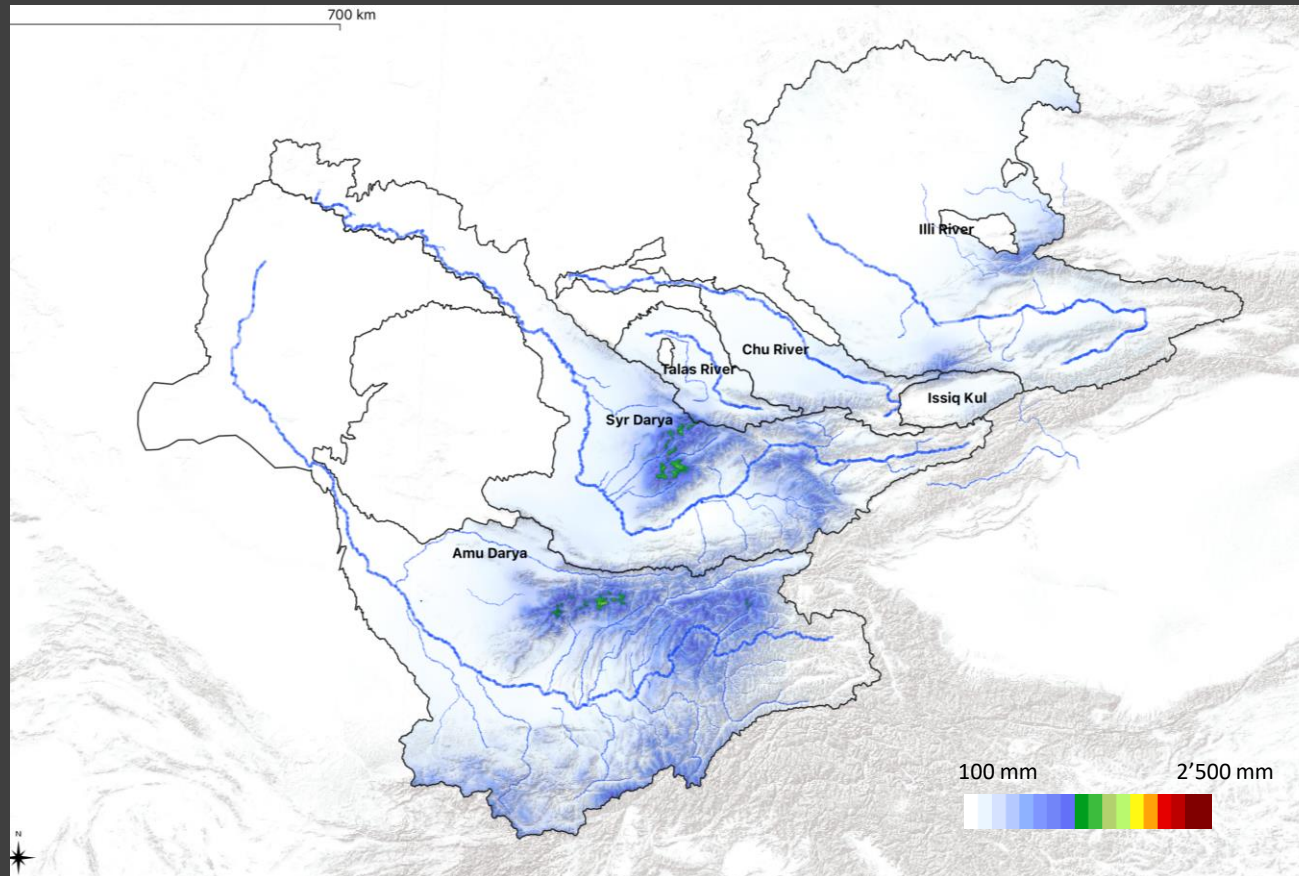 700 km
Illi River
Chu River
Talas River
Issiq Kul
Syr Darya
Amu Darya
100 mm 2’500 mm
N